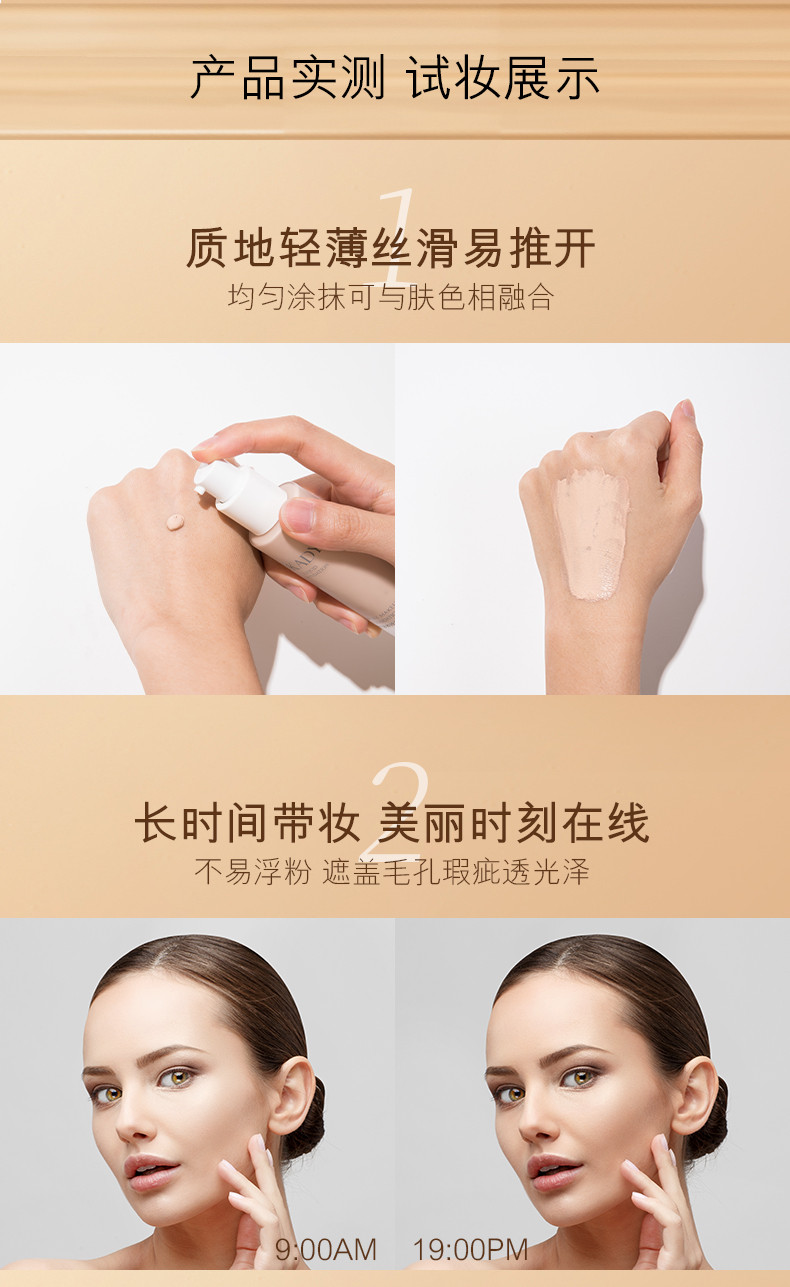 产品实测 试妆展示
1
质地轻薄丝滑易推开
均匀涂抹可与肤色相融合
2
长时间带妆 美丽时刻在线
不易浮粉 遮盖毛孔瑕疵透光泽
9:00AM
19:00PM